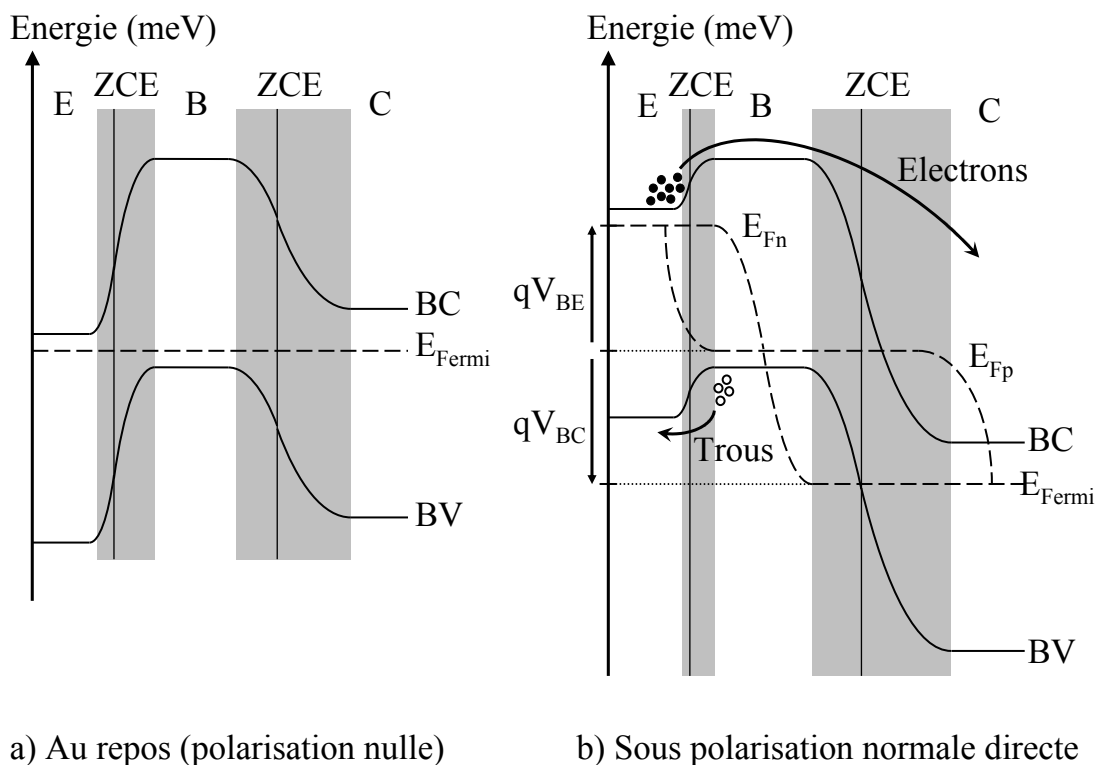 Energie (meV)
ZCE
ZCE
E
B
C
BC
E_Fermi
BV
a) Au repos (polarisation nulle)
Energie (meV)
ZCE
ZCE
E
B
C
Electrons
E_Fn
qV_BE
E_Fp
qV_BC
Trous
BC
E_Fermi
BV
b) Sous polarisation normale directe